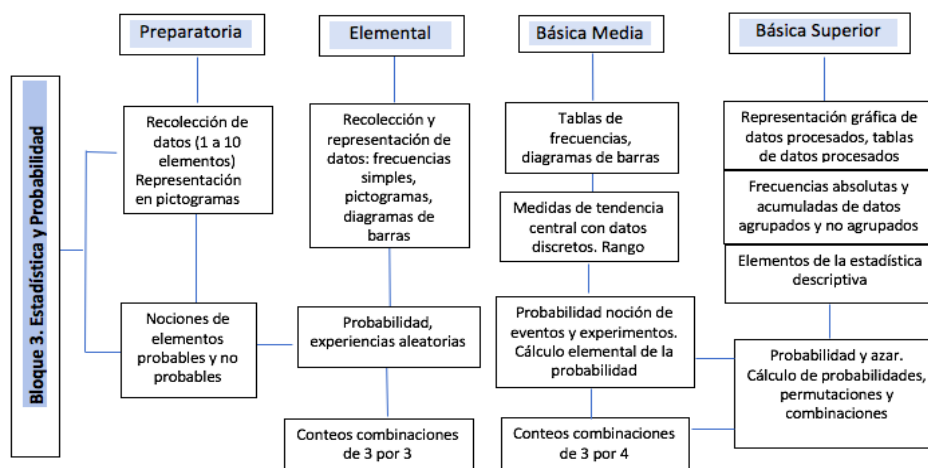 Preparatoria
Elemental
Básica Media
Básica Superior
Bloque 3. Estadística y Probabilidad
Recolección de
datos (1 a 10
elementos)
Representación
en pictogramas
Nociones de
elementos
probables y no
probables
Recolección y
representación de
datos: frecuencias
simples,
pictogramas,
diagramas de
barras
Probabilidad,
experiencias aleatorias
Conteos combinaciones
de 3 por 3
Tablas de
frecuencias,
diagramas de barras
Medidas de tendencia
central con datos
discretos. Rango
Probabilidad noción de
eventos y experimentos.
Cálculo elemental de la
probabilidad
Conteos combinaciones
de 3 por 4
Representación gráfica de
datos procesados, tablas
de datos procesados
Frecuencias absolutas y
acumuladas de datos
agrupados y no agrupados
Elementos de la estadística
descriptiva
Probabilidad y azar.
Cálculo de probabilidades,
permutaciones y
combinaciones